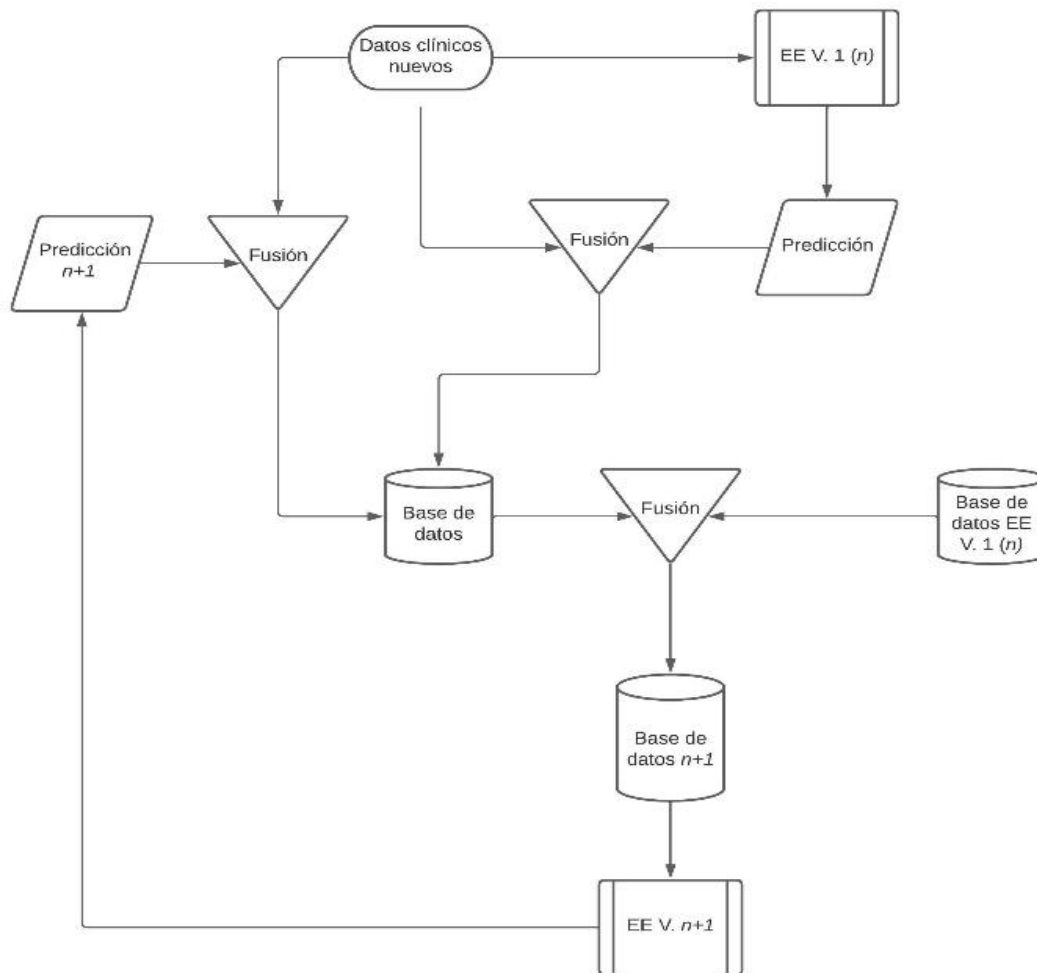 Datos clínicos
nuevos
EE V. 1 (n)
Predicción
n+1
Fusión
Fusión
Predicción
Base de
datos
Fusión
Base de
datos EE
V. 1 (n)
Base de
datos n+1
EE V. n+1